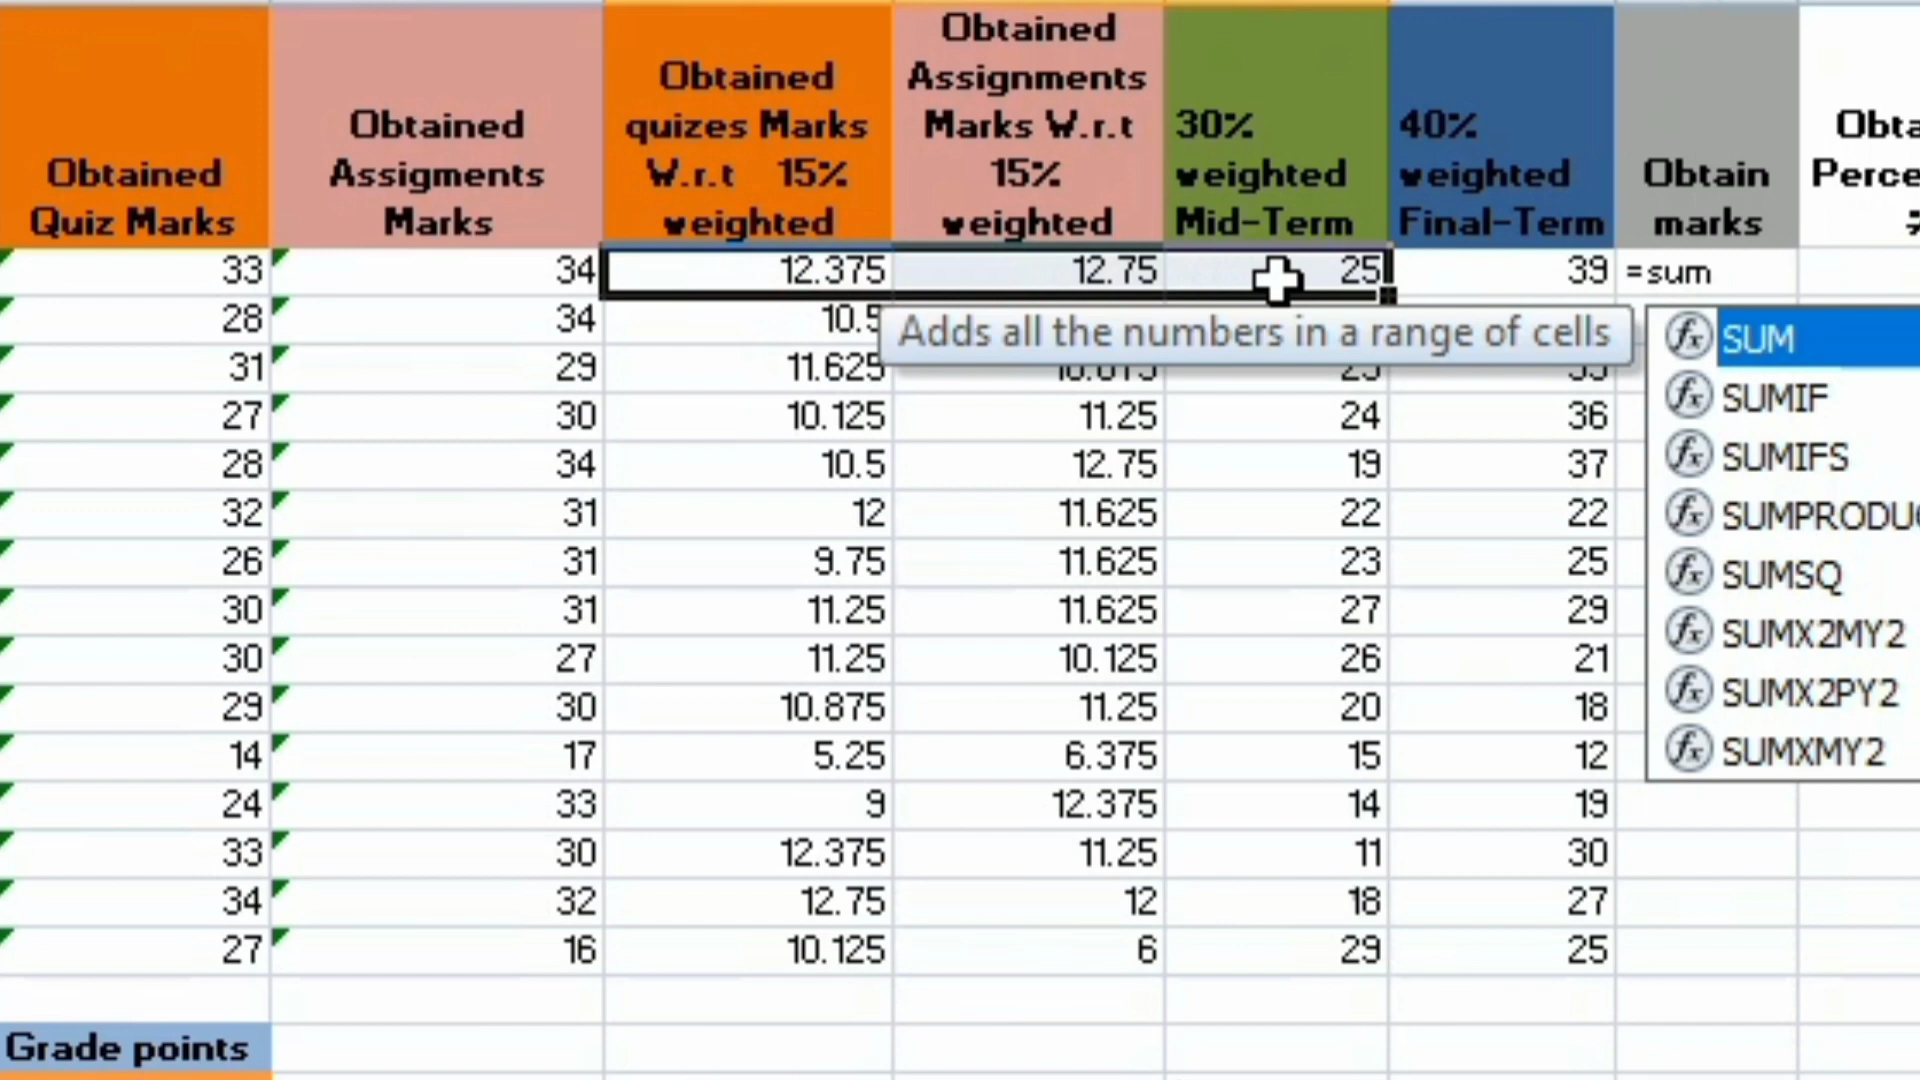 Obtained
Quiz Marks
Obtained
Assigments
Marks
Obtained
quizes Marks
W.r.t 15%
weighted
Obtained
Assignments
Marks W.r.t
15%
weighted
30%
weighted
Mid-Term
40%
weighted
Final-Term
Obtain
marks
33 34 12.375 12.75 25 39 =sum
28 34 10.5
Adds all the numbers in a range of cells
31 29 11.625
27 30 10.125 11.25 24 36
28 34 10.5 12.75 19 37
32 31 12 11.625 22 22
26 31 9.75 11.625 23 25
30 31 11.25 11.625 27 29
30 27 11.25 10.125 26 21
29 30 10.875 11.25 20 18
14 17 5.25 6.375 15 12
24 33 9 12.375 14 19
33 30 12.375 11.25 11 30
34 32 12.75 12 18 27
27 16 10.125 6 29 25
fx SUM
fx SUMIF
fx SUMIFS
fx SUMPRODU
fx SUMSQ
fx SUMX2MY2
fx SUMX2PY2
fx SUMXMY2
Grade points